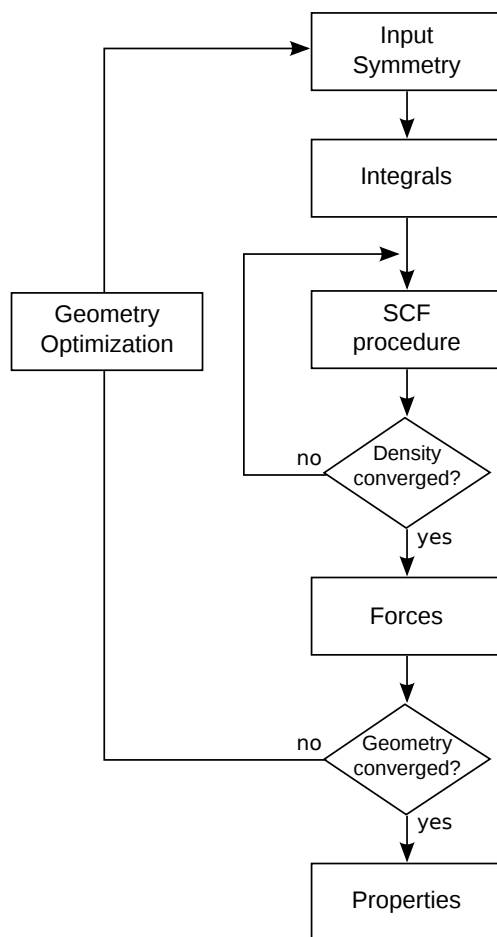 Input
Symmetry
Integrals
Geometry
Optimization
SCF
procedure
Density
converged?
no
yes
Forces
Geometry
converged?
no
yes
Properties